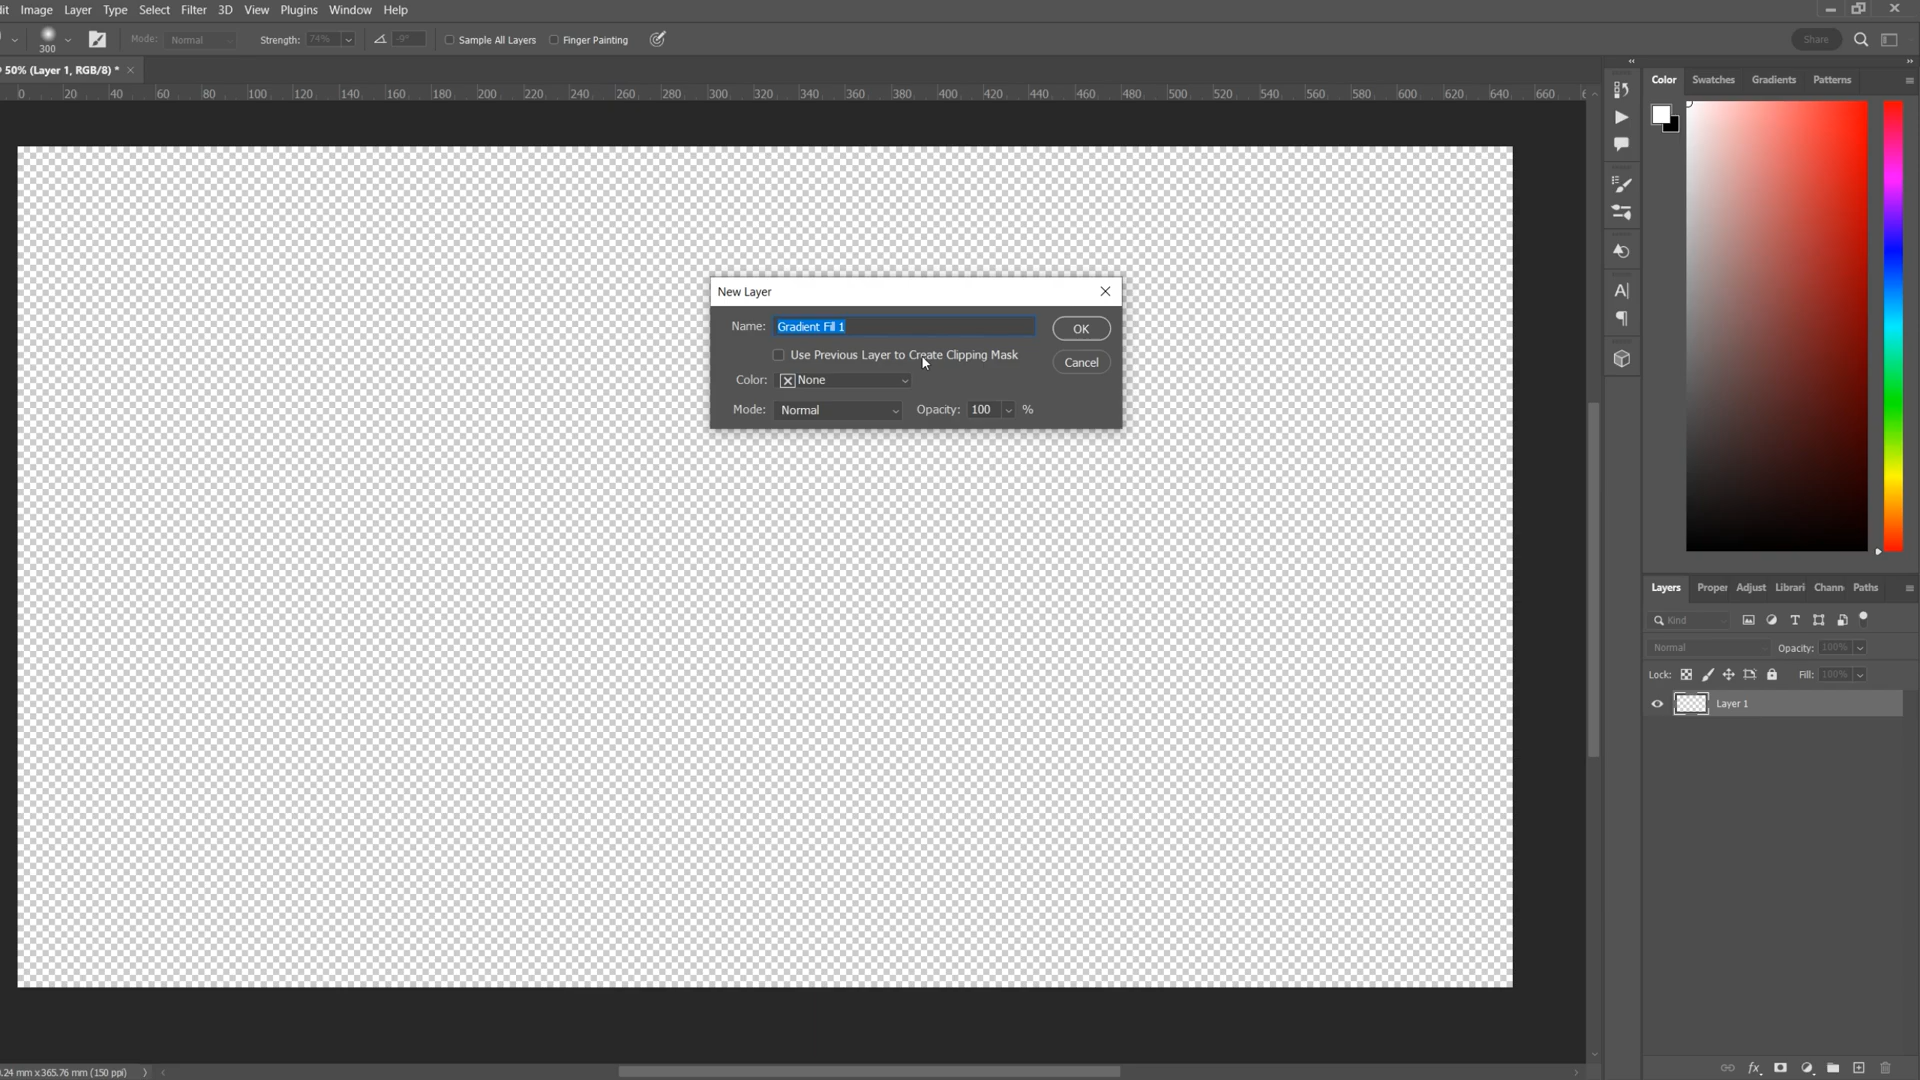 dit Image Layer Type Select Filter 3D View Plugins Window Help
300 Mode: Normal Strength: 74% -9° Sample All Layers Finger Painting Share
50% (Layer 1, RGB/8) *
0 20 40 60 80 100 120 140 160 180 200 220 240 260 280 300 320 340 360 380 400 420 440 460 480 500 520 540 560 580 600 620 640 660
Color Swatches Gradients Patterns
New Layer
Name: Gradient Fill 1 OK
Use Previous Layer to Create Clipping Mask
Cancel
Color: None
Mode: Normal Opacity: 100 %
Layers Proper Adjust Librari Chann Paths
Kind
Normal Opacity: 100%
Lock: Fill: 100%
Layer 1
.24 mm x 365.76 mm (150 ppi)